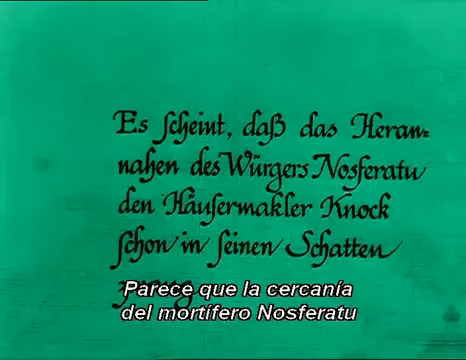 Es scheint, daß das Heran=
nahen des Würgers Nosferatu
den Häusermakler Knock
schon in seinen Schatten
Parece que la cercanía
del mortífero Nosferatu